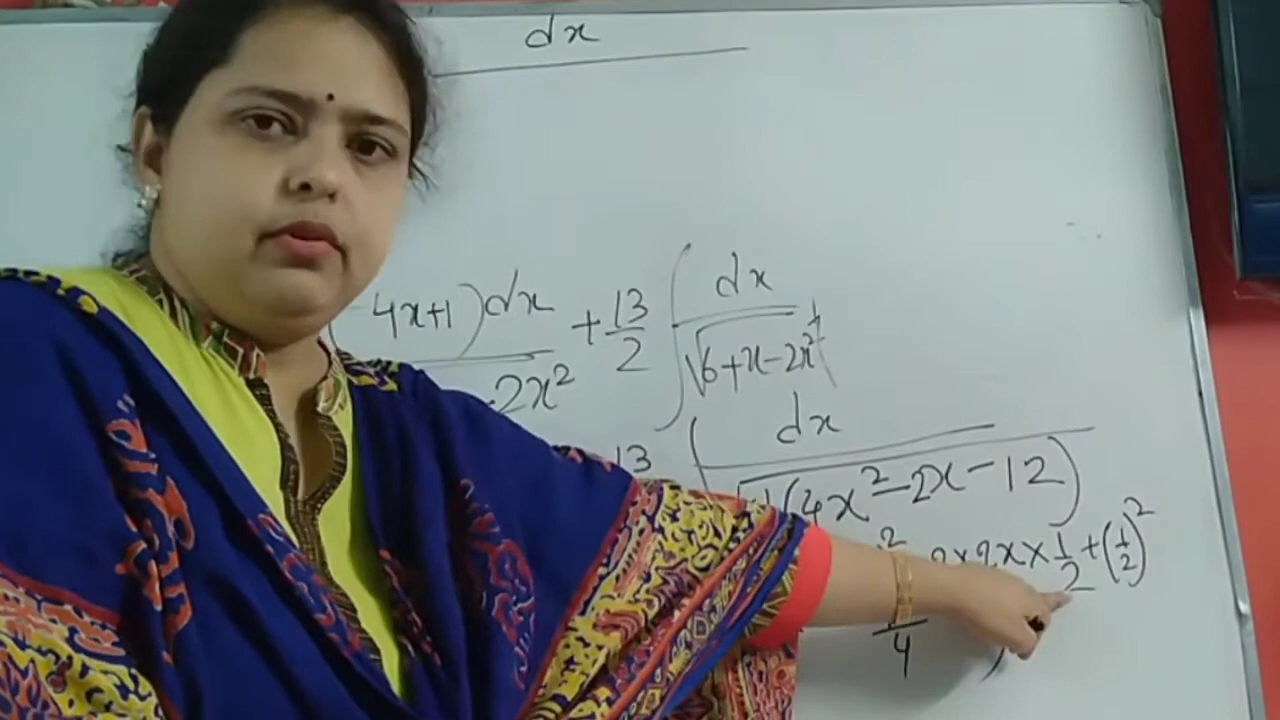 dx
4x+1) dx + 13/2 ∫ dx
-2x² √6+x-2x²
13 ∫ dx
(4x²-2x-12)
2 2x × 1/2 + (1/2)²
4 )